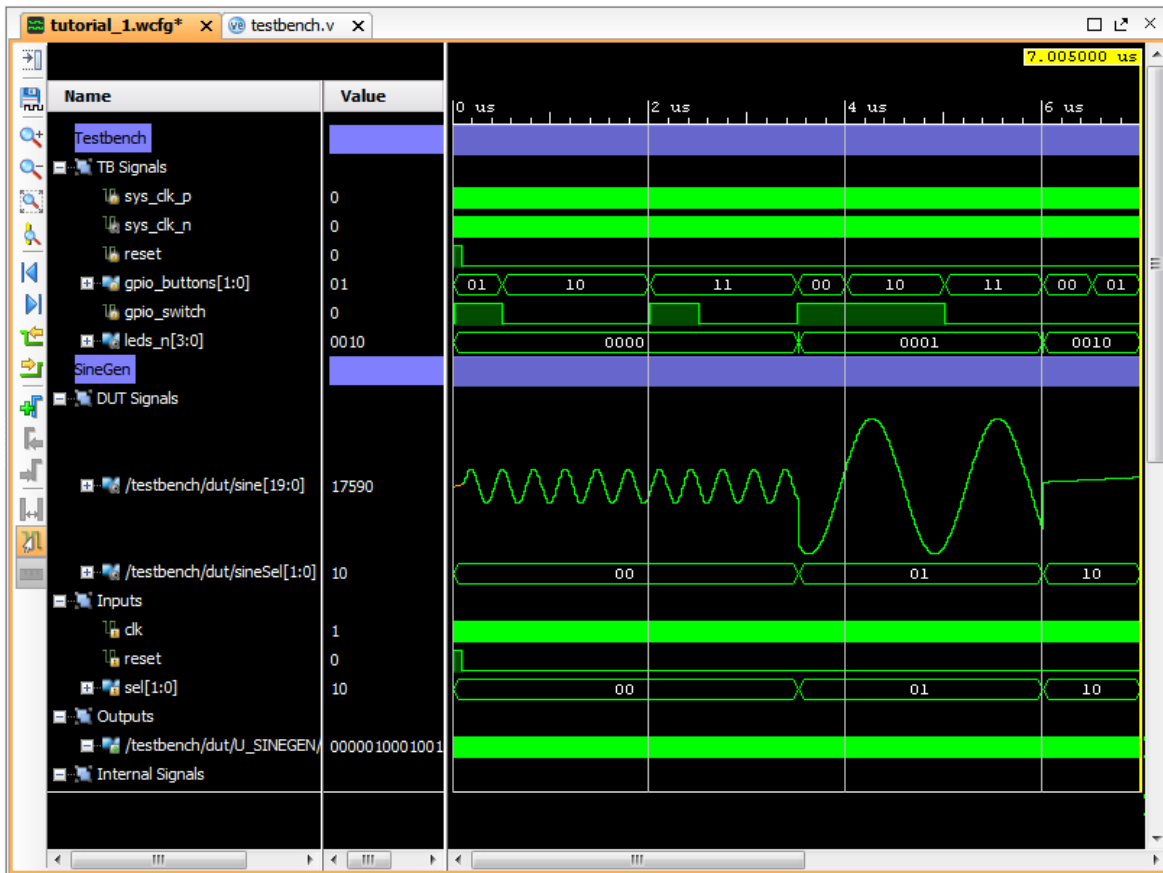 tutorial_1.wcfg* X testbench.v X
7.005000 us
Name Value 0 us 2 us 4 us 6 us
Testbench
TB Signals
sys_clk_p 0
sys_clk_n 0
reset 0
gpio_buttons[1:0] 01 01 10 11 00 10 11 00 01
gpio_switch 0
leds_n[3:0] 0010 0000 0001 0010
SineGen
DUT Signals
/testbench/dut/sine[19:0] 17590
/testbench/dut/sineSel[1:0] 10 00 01 10
Inputs
clk 1
reset 0
sel[1:0] 10 00 01 10
Outputs
/testbench/dut/U_SINEGEN/ 0000010001001
Internal Signals